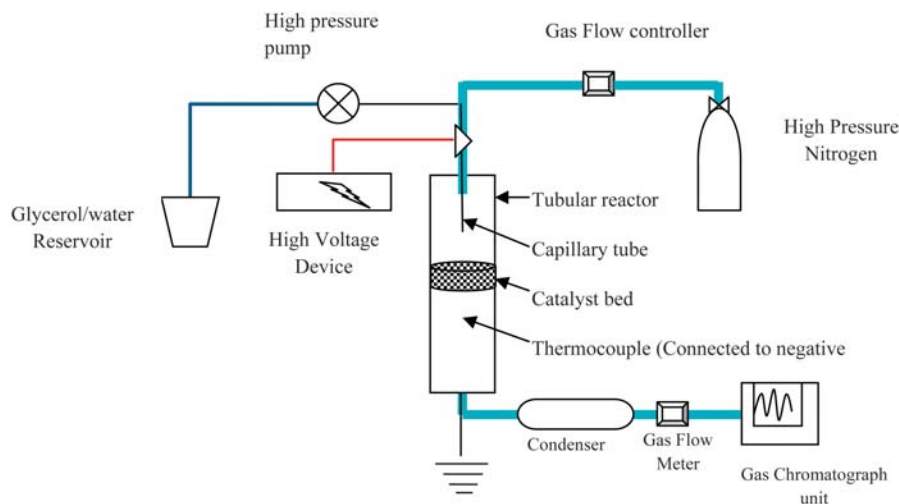 High pressure
pump
Gas Flow controller
High Pressure
Nitrogen
Glycerol/water
Reservoir
High Voltage
Device
Tubular reactor
Capillary tube
Catalyst bed
Thermocouple (Connected to negative
Condenser
Gas Flow
Meter
Gas Chromatograph
unit